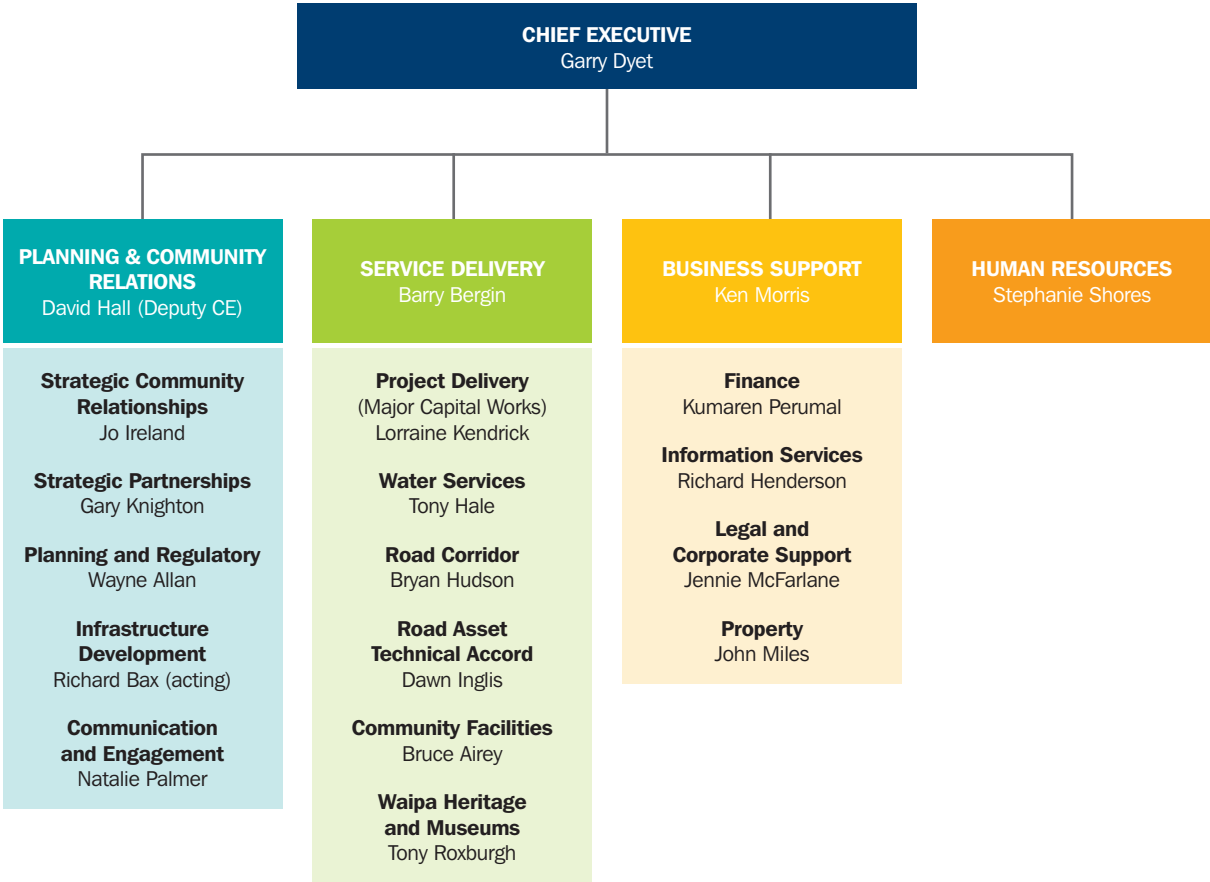 CHIEF EXECUTIVE
Garry Dyet
PLANNING & COMMUNITY
RELATIONS
David Hall (Deputy CE)
Strategic Community
Relationships
Jo Ireland
Strategic Partnerships
Gary Knighton
Planning and Regulatory
Wayne Allan
Infrastructure
Development
Richard Bax (acting)
Communication
and Engagement
Natalie Palmer
SERVICE DELIVERY
Barry Bergin
Project Delivery
(Major Capital Works)
Lorraine Kendrick
Water Services
Tony Hale
Road Corridor
Bryan Hudson
Road Asset
Technical Accord
Dawn Inglis
Community Facilities
Bruce Airey
Waipa Heritage
and Museums
Tony Roxburgh
BUSINESS SUPPORT
Ken Morris
Finance
Kumaren Perumal
Information Services
Richard Henderson
Legal and
Corporate Support
Jennie McFarlane
Property
John Miles
HUMAN RESOURCES
Stephanie Shores